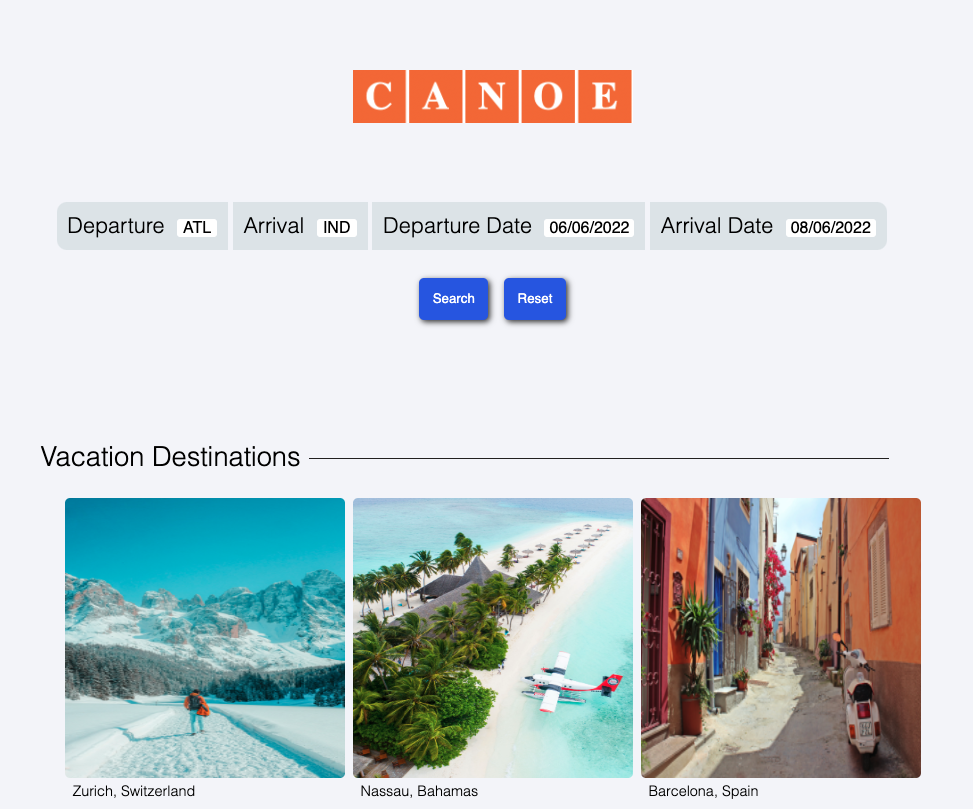 CANOE
Departure ATL Arrival IND Departure Date 06/06/2022 Arrival Date 08/06/2022
Search Reset
Vacation Destinations
Zurich, Switzerland Nassau, Bahamas Barcelona, Spain